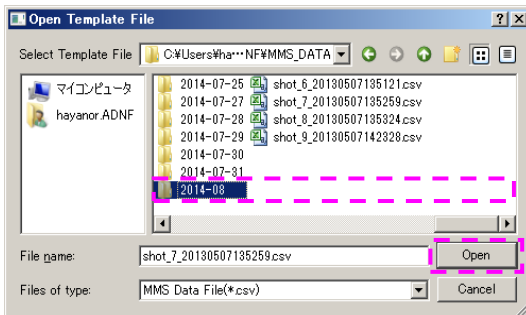 Open Template File
Select Template File C:¥Users¥ha···NF¥MMS_DATA
マイコンピュータ
hayanor.ADNF
2014-07-25 shot_6_20130507135121.csv
2014-07-27 shot_7_20130507135259.csv
2014-07-28 shot_8_20130507135324.csv
2014-07-29 shot_9_20130507142328.csv
2014-07-30
2014-07-31
2014-08
File name: shot_7_20130507135259.csv Open
Files of type: MMS Data File(*.csv) Cancel